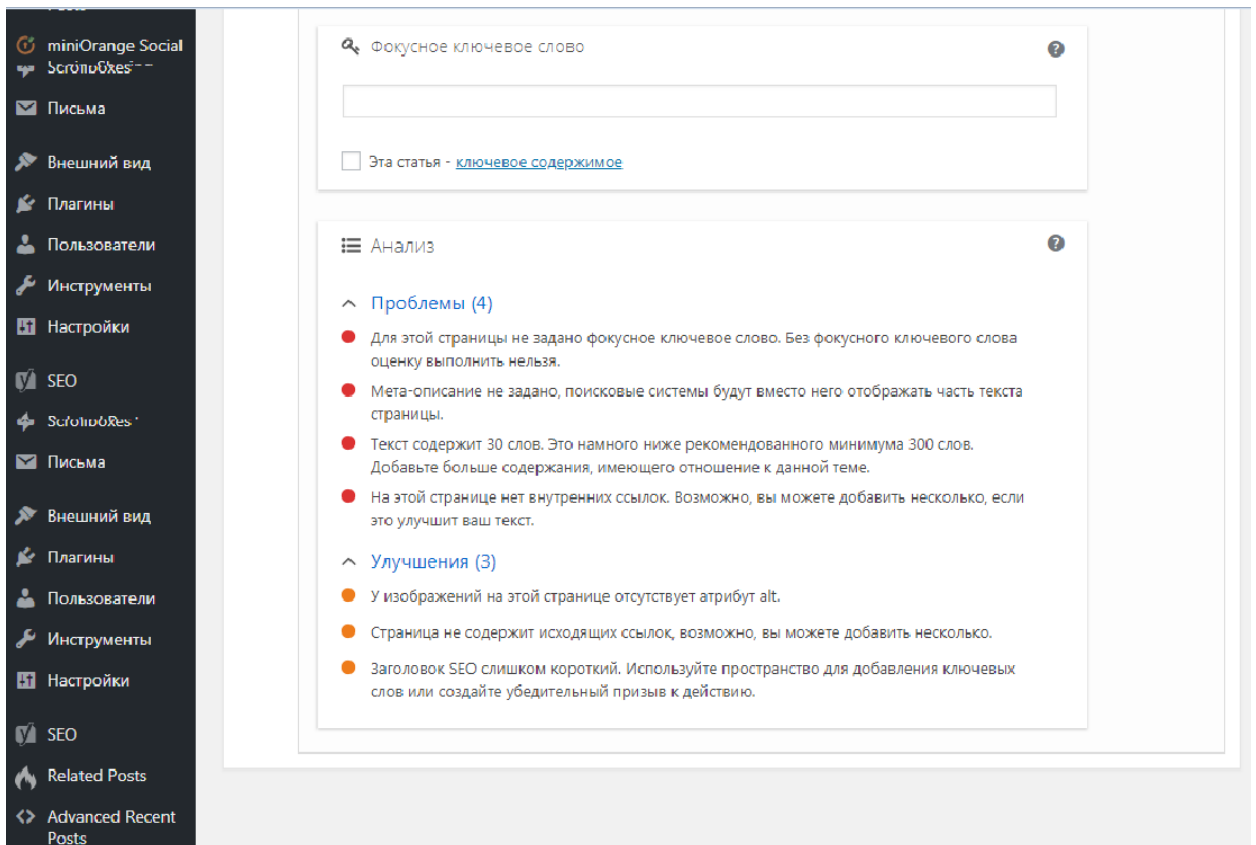 miniOrange Social
Письма
Внешний вид
Плагины
Пользователи
Инструменты
Настройки
SEO
Письма
Внешний вид
Плагины
Пользователи
Инструменты
Настройки
SEO
Related Posts
Advanced Recent
Posts
Фокусное ключевое слово
Эта статья - ключевое содержимое
Анализ
Проблемы (4)
Для этой страницы не задано фокусное ключевое слово. Без фокусного ключевого слова
оценку выполнить нельзя.
Мета-описание не задано, поисковые системы будут вместо него отображать часть текста
страницы.
Текст содержит 30 слов. Это намного ниже рекомендованного минимума 300 слов.
Добавьте больше содержания, имеющего отношение к данной теме.
На этой странице нет внутренних ссылок. Возможно, вы можете добавить несколько, если
это улучшит ваш текст.
Улучшения (3)
У изображений на этой странице отсутствует атрибут alt.
Страница не содержит исходящих ссылок, возможно, вы можете добавить несколько.
Заголовок SEO слишком короткий. Используйте пространство для добавления ключевых
слов или создайте убедительный призыв к действию.